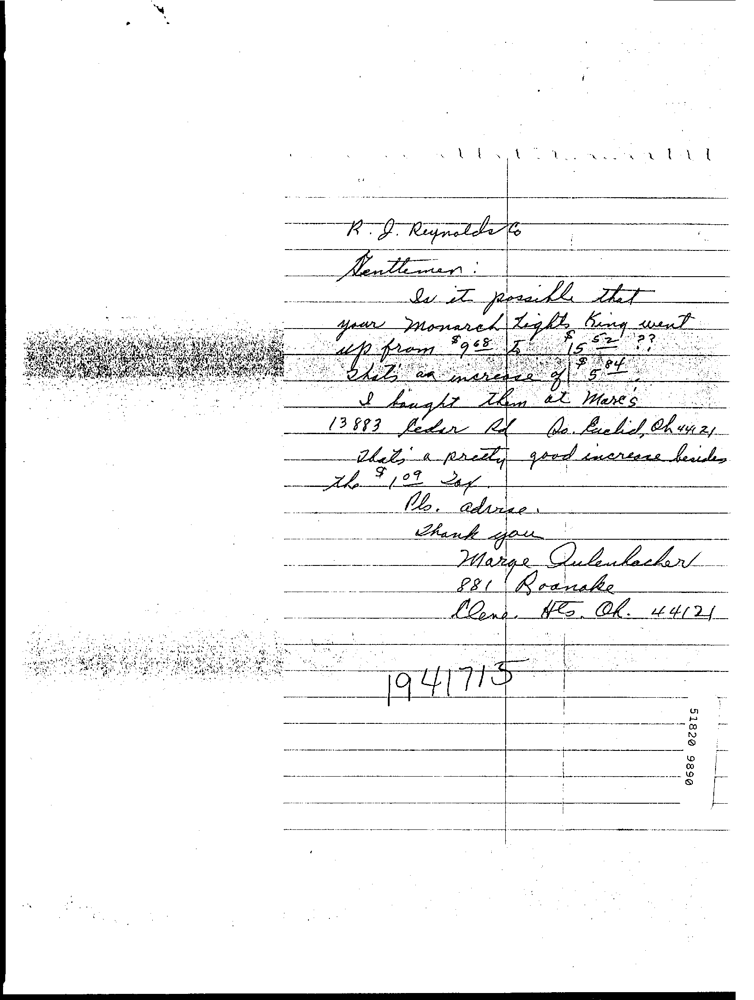 R. J. Reynolds Co
Gentlemen:
Is it possible that
your Monarch Lights King went
up from $9 68 to $15 52 ??
That's an increase of $5 84.
I bought them at Marc's
13883 Cedar Rd So. Euclid, Oh 44121
That's a pretty good increase besides
the $1 09 Tax.
Pls. advise.
Thank you
Marge
881 Roanoke
Cleve. Hts. Oh. 44121
1941715
51820 9890